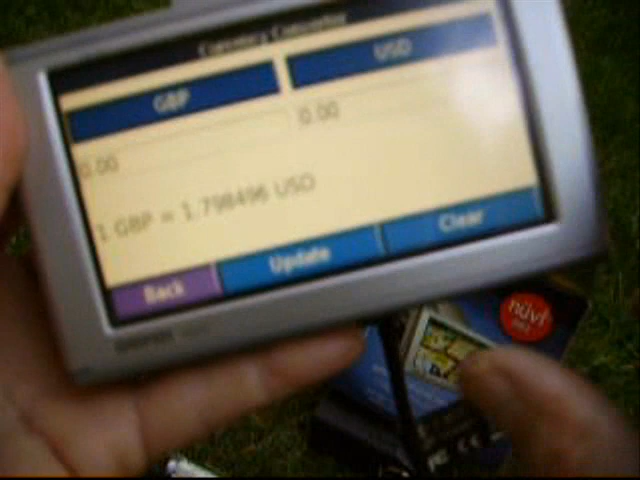 Currency Converter
GBP USD
0.00 0.00
1 GBP = 1.798496 USD
Back Update Clear
nüvi